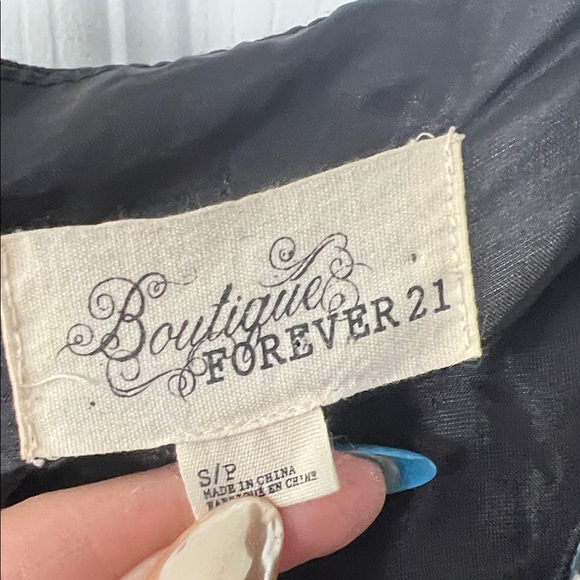 Boutique
FOREVER 21
S/P
MADE IN CHINA
FABRIQUÉ EN CHINE